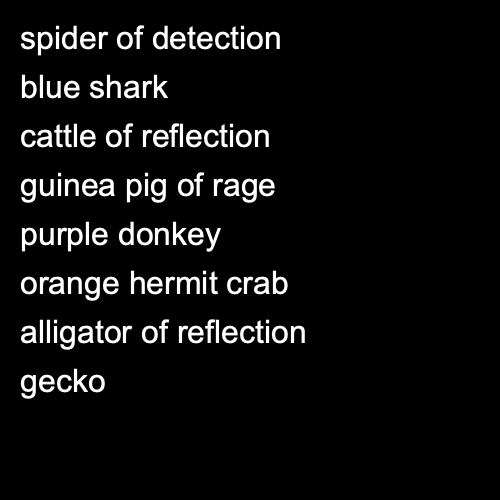 spider of detection
blue shark
cattle of reflection
guinea pig of rage
purple donkey
orange hermit crab
alligator of reflection
gecko